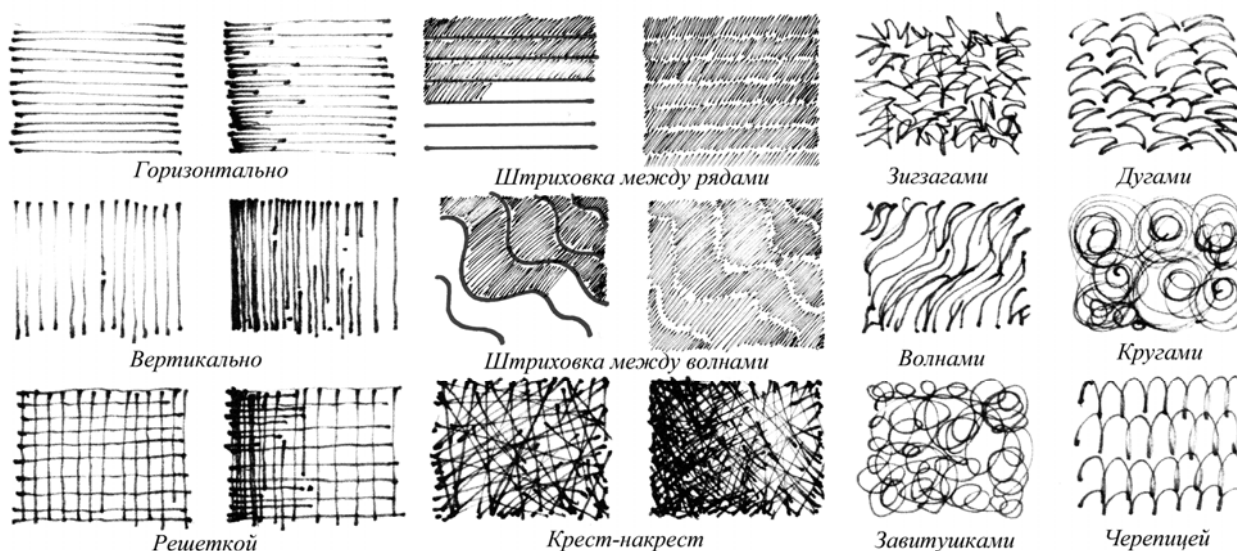 Горизонтально
Штриховка между рядами
Зигзагами
Дугами
Вертикально
Штриховка между волнами
Волнами
Кругами
Решеткой
Крест-накрест
Завитушками
Черепицей